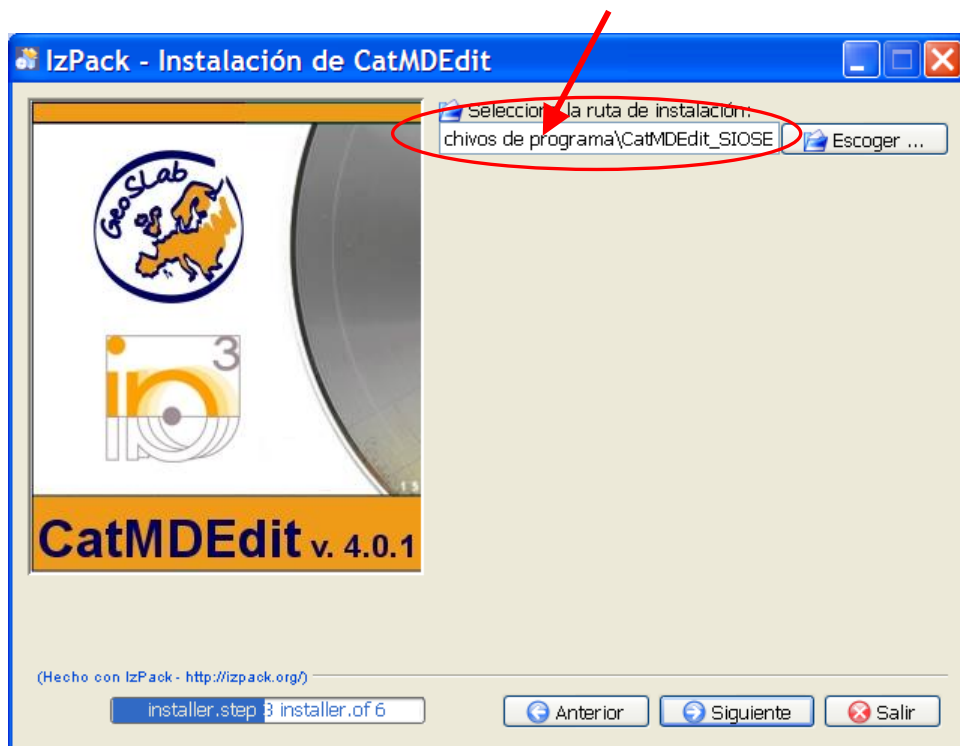 IzPack - Instalación de CatMDEdit
Seleccione la ruta de instalación:
chivos de programa\CatMDEdit_SIOSE
Escoger ...
GeoSLab
in3
CatMDEdit v. 4.0.1
(Hecho con IzPack - http://izpack.org/)
installer.step 3 installer.of 6
Anterior
Siguiente
Salir